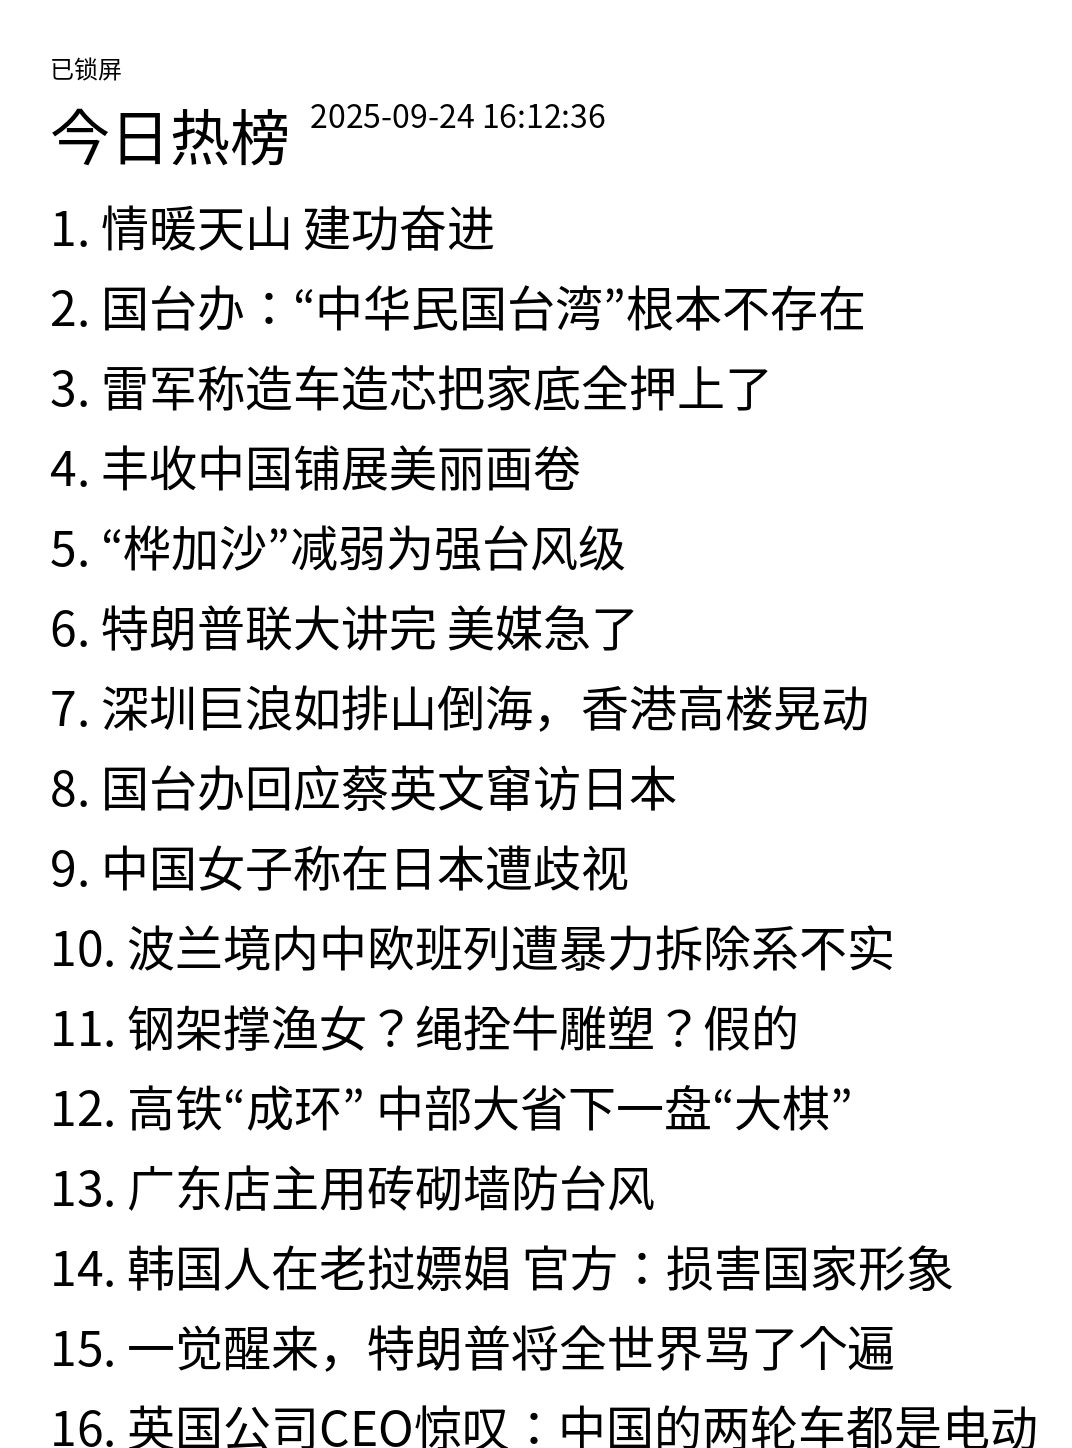 已锁屏
今日热榜 2025-09-24 16:12:36
1. 情暖天山 建功奋进
2. 国台办：“中华民国台湾”根本不存在
3. 雷军称造车造芯把家底全押上了
4. 丰收中国铺展美丽画卷
5. “桦加沙”减弱为强台风级
6. 特朗普联大讲完 美媒急了
7. 深圳巨浪如排山倒海，香港高楼晃动
8. 国台办回应蔡英文窜访日本
9. 中国女子称在日本遭歧视
10. 波兰境内中欧班列遭暴力拆除系不实
11. 钢架撑渔女？绳拴牛雕塑？假的
12. 高铁“成环” 中部大省下一盘“大棋”
13. 广东店主用砖砌墙防台风
14. 韩国人在老挝嫖娼 官方：损害国家形象
15. 一觉醒来，特朗普将全世界骂了个遍
16. 英国公司CEO惊叹：中国的两轮车都是电动